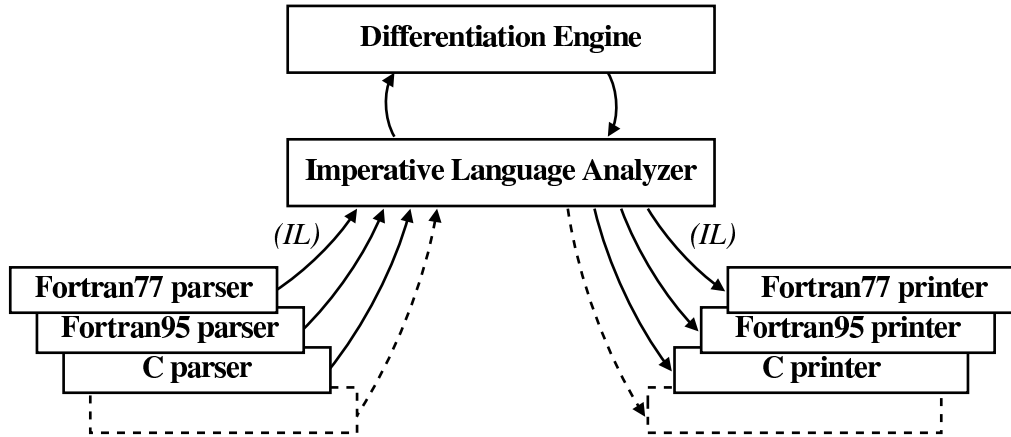 Differentiation Engine
Imperative Language Analyzer
(IL)
(IL)
Fortran77 parser
Fortran95 parser
C parser
Fortran77 printer
Fortran95 printer
C printer